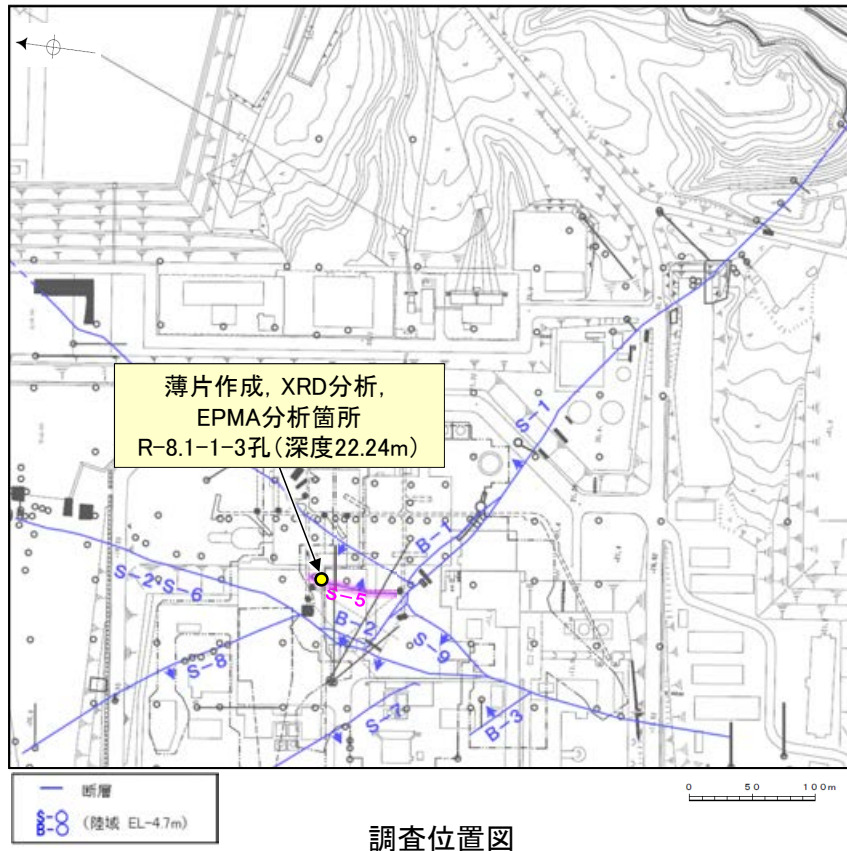 S-1
薄片作成, XRD分析,
EPMA分析箇所
R-8.1-1-3孔(深度22.24m)
B-1
S-2・S-6
S-5
B-2
S-9
S-8
S-7
B-3
断層
S-○
B-○
(陸域 EL-4.7m)
0 50 100m
調査位置図